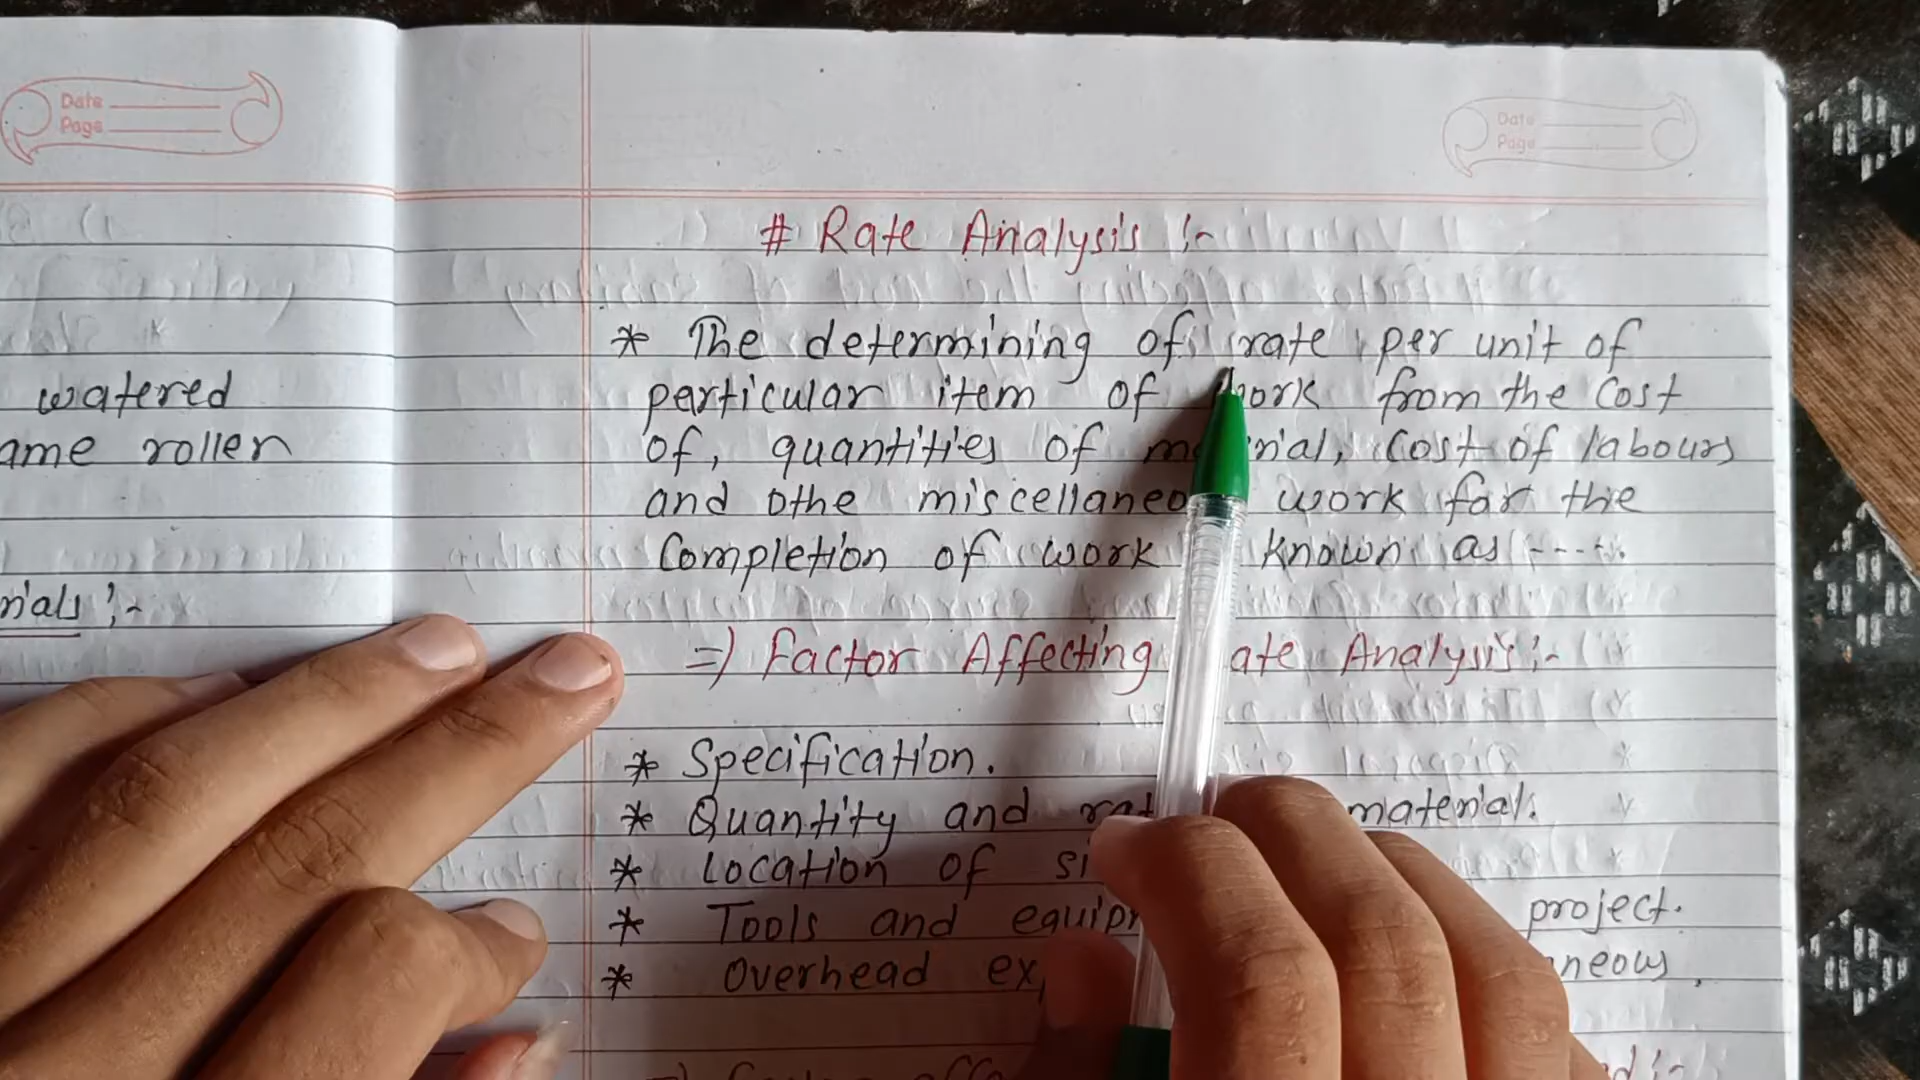 Date
Page
Date
Page
watered
ame roller
rials :-
# Rate Analysis :-
* The determining of rate per unit of
particular item of work from the cost
of, quantities of material, cost of labours
and othe miscellaneo work for the
Completion of work known as -----.
=) Factor Affecting ate Analysis :-
* Specification.
* Quantity and material.
* Location of
* Tools and project.
* Overhead neous